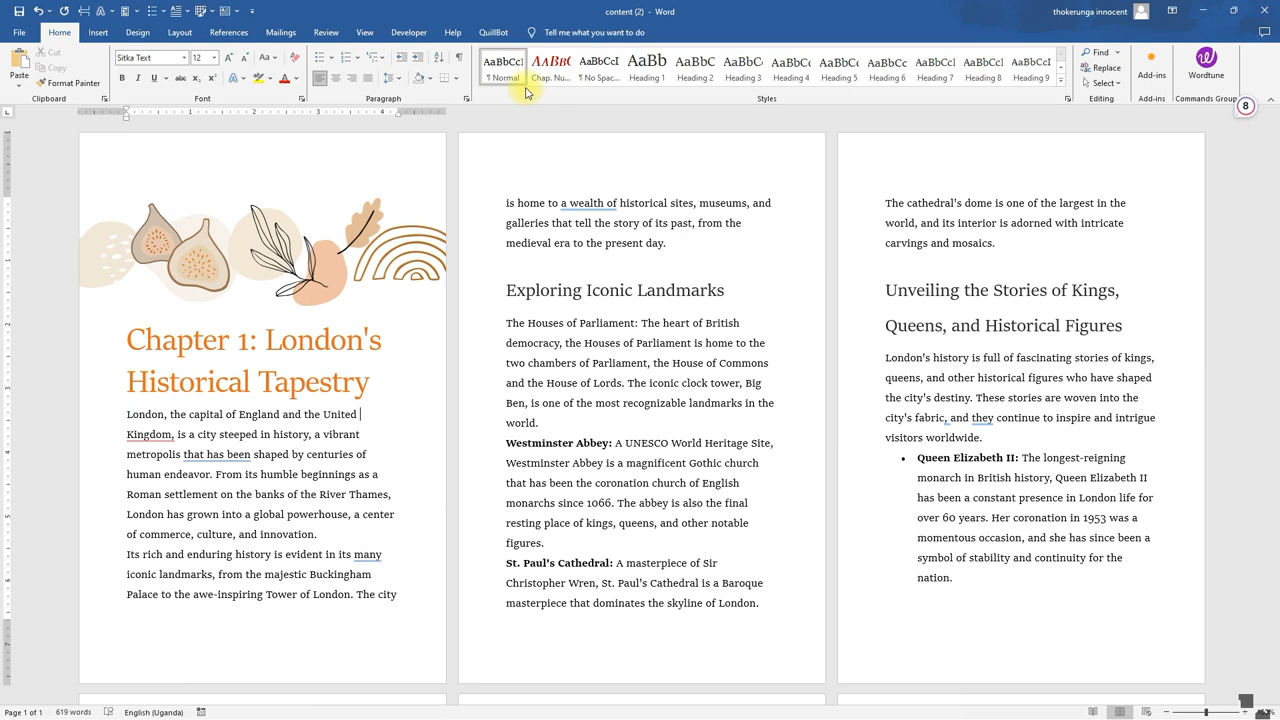 content (2) - Word
thokerunga innocent
File Home Insert Design Layout References Mailings Review View Developer Help QuillBot Tell me what you want to do
Paste
Cut
Copy
Format Painter
Clipboard
Sitka Text 12
Font
Paragraph
AaBbCcI AABBC AaBbCcI AaBb AaBbC AaBbCc AaBbCc AaBbCc AaBbCc AaBbCcI AaBbCcI AaBbCcI
¶ Normal Chap. Nu... ¶ No Spac... Heading 1 Heading 2 Heading 3 Heading 4 Heading 5 Heading 6 Heading 7 Heading 8 Heading 9
Styles
Find
Replace
Select
Editing
Add-ins
Add-ins
Wordtune
Commands Group
8
1 2 3 4
Chapter 1: London's
Historical Tapestry
London, the capital of England and the United
Kingdom, is a city steeped in history, a vibrant
metropolis that has been shaped by centuries of
human endeavor. From its humble beginnings as a
Roman settlement on the banks of the River Thames,
London has grown into a global powerhouse, a center
of commerce, culture, and innovation.
Its rich and enduring history is evident in its many
iconic landmarks, from the majestic Buckingham
Palace to the awe-inspiring Tower of London. The city
is home to a wealth of historical sites, museums, and
galleries that tell the story of its past, from the
medieval era to the present day.
Exploring Iconic Landmarks
The Houses of Parliament: The heart of British
democracy, the Houses of Parliament is home to the
two chambers of Parliament, the House of Commons
and the House of Lords. The iconic clock tower, Big
Ben, is one of the most recognizable landmarks in the
world.
Westminster Abbey: A UNESCO World Heritage Site,
Westminster Abbey is a magnificent Gothic church
that has been the coronation church of English
monarchs since 1066. The abbey is also the final
resting place of kings, queens, and other notable
figures.
St. Paul's Cathedral: A masterpiece of Sir
Christopher Wren, St. Paul's Cathedral is a Baroque
masterpiece that dominates the skyline of London.
The cathedral's dome is one of the largest in the
world, and its interior is adorned with intricate
carvings and mosaics.
Unveiling the Stories of Kings,
Queens, and Historical Figures
London's history is full of fascinating stories of kings,
queens, and other historical figures who have shaped
the city's destiny. These stories are woven into the
city's fabric, and they continue to inspire and intrigue
visitors worldwide.
• Queen Elizabeth II: The longest-reigning
monarch in British history, Queen Elizabeth II
has been a constant presence in London life for
over 60 years. Her coronation in 1953 was a
momentous occasion, and she has since been a
symbol of stability and continuity for the
nation.
Page 1 of 1 619 words English (Uganda)